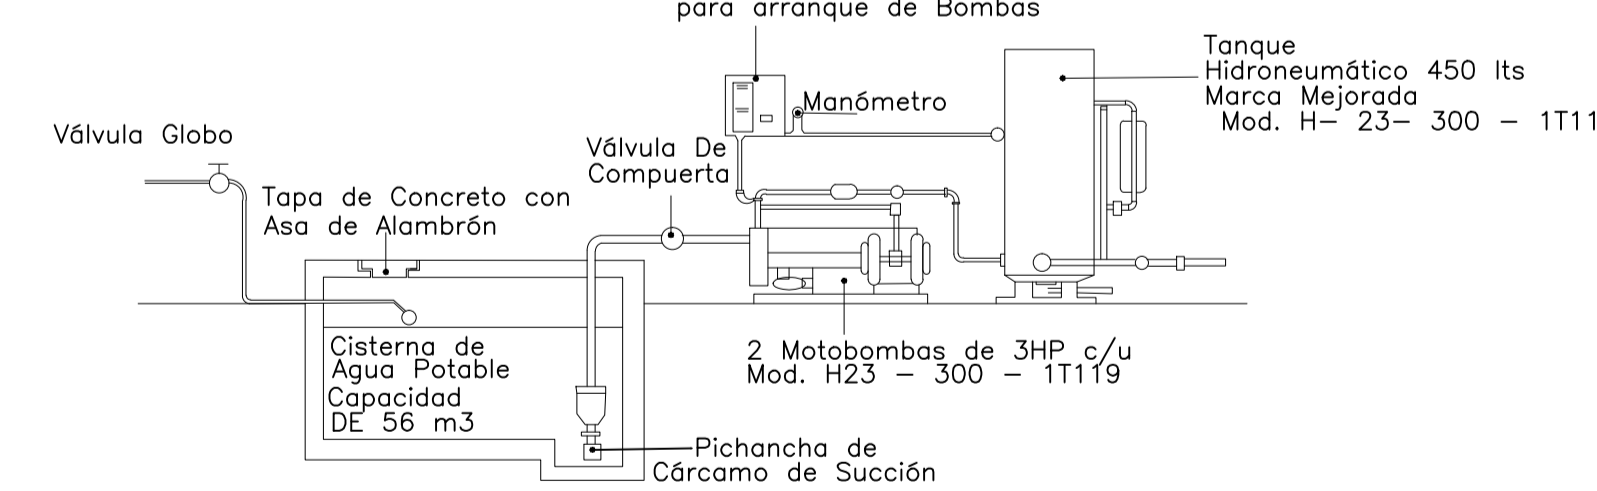 para arranque de Bombas
Tanque
Hidroneumático 450 lts
Marca Mejorada
Mod. H- 23- 300 - 1T11
Manómetro
Válvula Globo
Válvula De
Compuerta
Tapa de Concreto con
Asa de Alambrón
Cisterna de
Agua Potable
Capacidad
DE 56 m3
2 Motobombas de 3HP c/u
Mod. H23 - 300 - 1T119
Pichancha de
Cárcamo de Succión